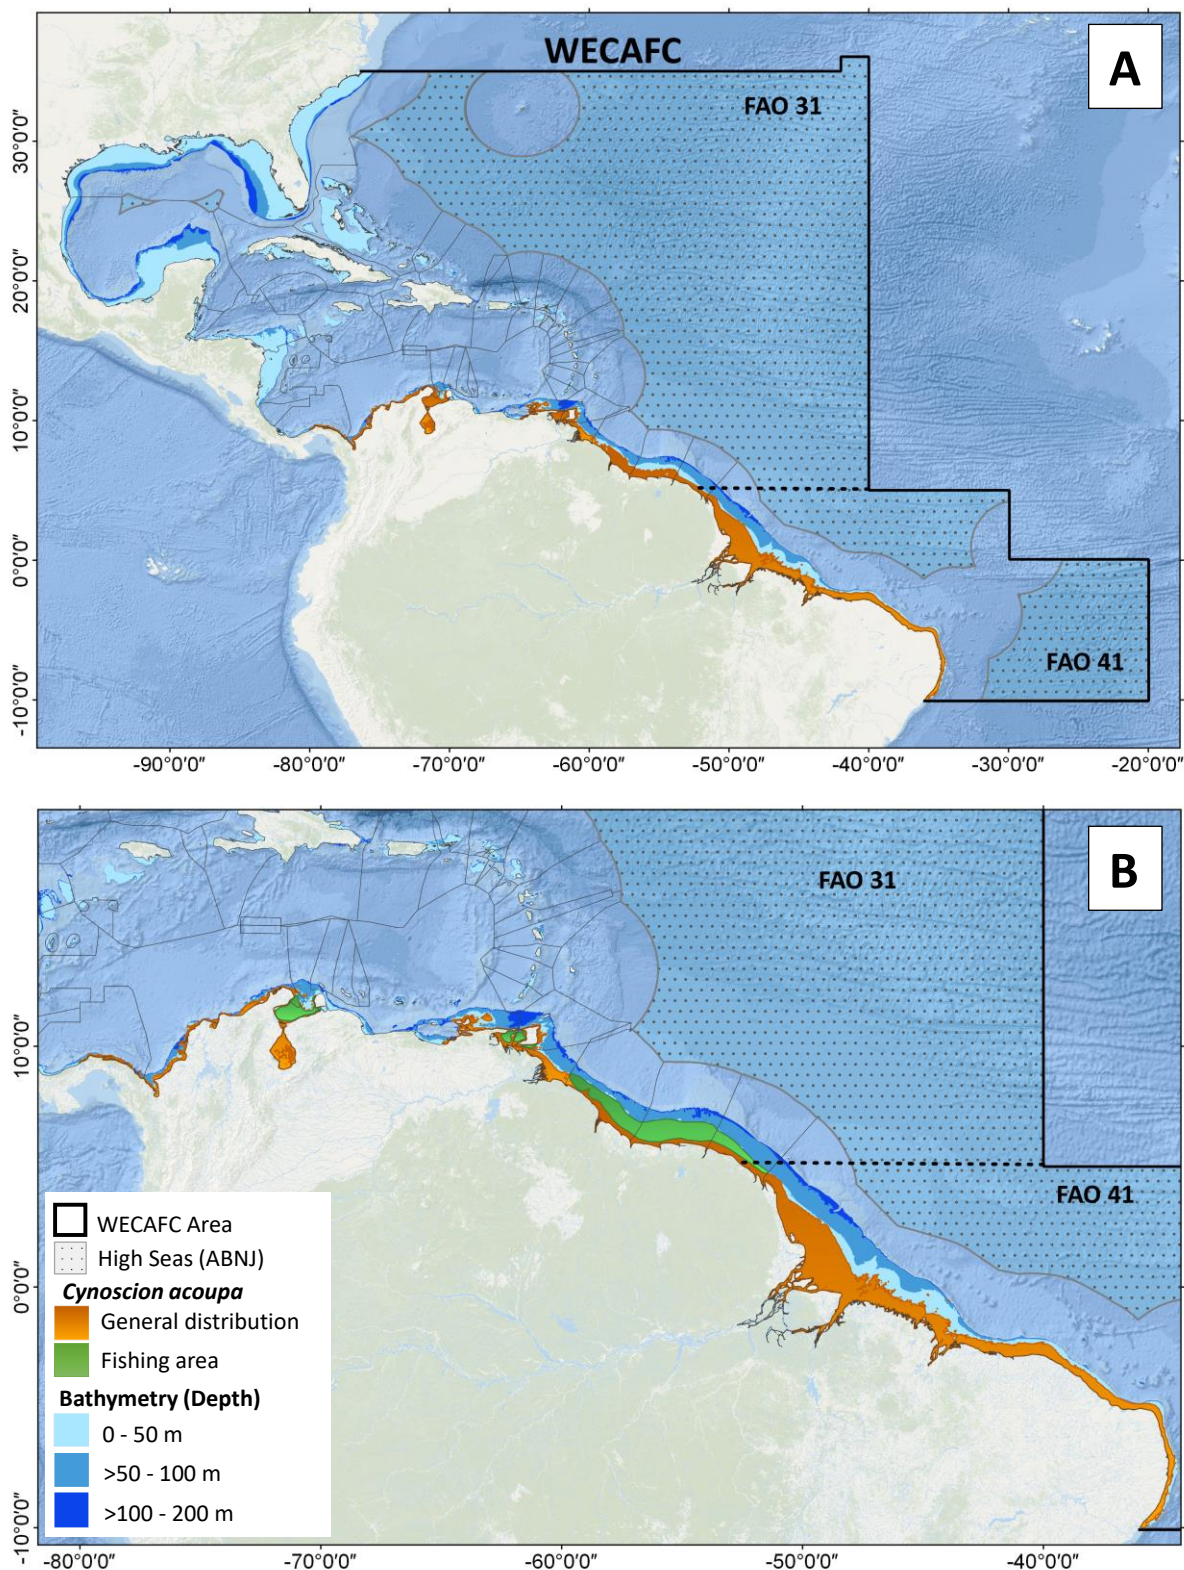 WECAFC
A
FAO 31
FAO 41
30°0'0"
20°0'0"
10°0'0"
0°0'0"
-10°0'0"
-90°0'0"
-80°0'0"
-70°0'0"
-60°0'0"
-50°0'0"
-40°0'0"
-30°0'0"
-20°0'0"
B
FAO 31
FAO 41
10°0'0"
0°0'0"
-10°0'0"
WECAFC Area
High Seas (ABNJ)
Cynoscion acoupa
General distribution
Fishing area
Bathymetry (Depth)
0 - 50 m
>50 - 100 m
>100 - 200 m
-80°0'0"
-70°0'0"
-60°0'0"
-50°0'0"
-40°0'0"